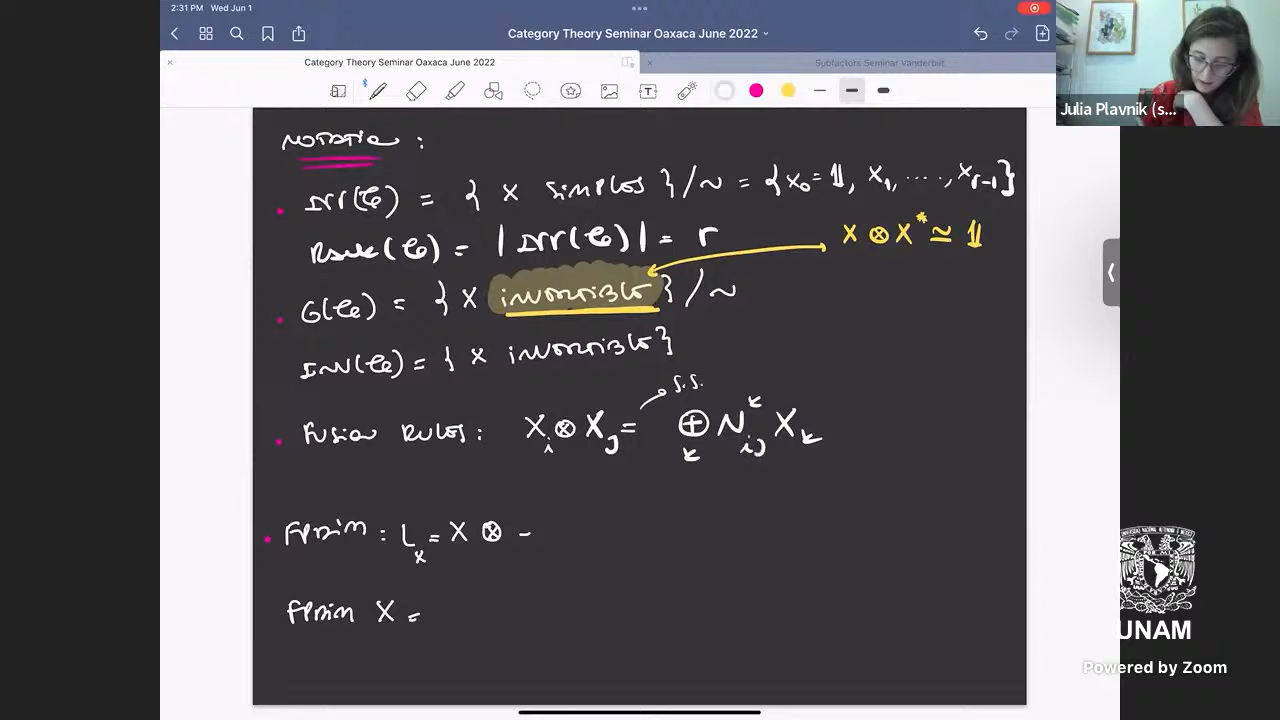 2:31 PM Wed Jun 1
Category Theory Seminar Oaxaca June 2022
Category Theory Seminar Oaxaca June 2022
Subfactors Seminar Vanderbilt
Julia Plavnik (s...
Notatio :
• Irr(𝒞) = { X simples } / ~ = { X₀ = 𝟙, X₁, ...., Xᵣ₋₁ }
Rank(𝒞) = | Irr(𝒞) | = r
X ⊗ X* ≃ 𝟙
• G(𝒞) = { X invertible } / ~
Inv(𝒞) = { X invertible }
s.s.
• Fusion Rules : Xᵢ ⊗ Xⱼ = ⊕ₖ Nᵢⱼᵏ Xₖ
• FPdim : Lₓ = X ⊗ -
FPdim X =
UNAM
Powered by Zoom